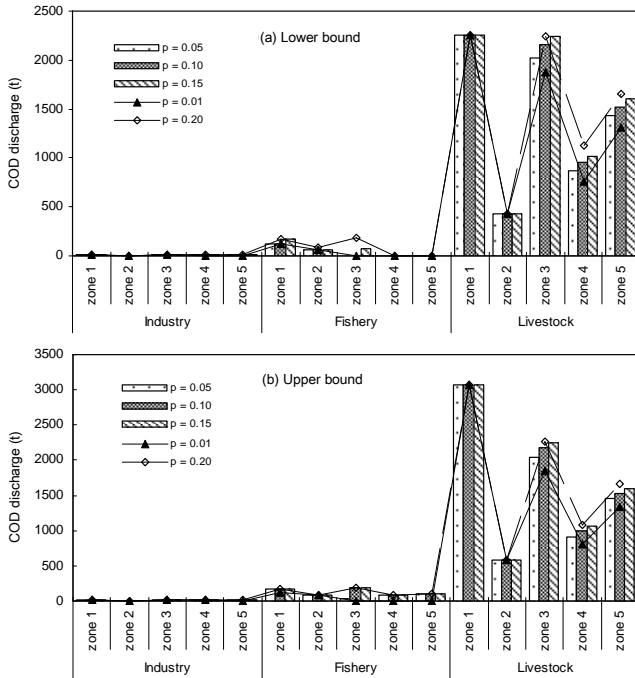 2500
2000
1500
1000
500
0
COD discharge (t)
(a) Lower bound
p = 0.05
p = 0.10
p = 0.15
p = 0.01
p = 0.20
zone 1
zone 2
zone 3
zone 4
zone 5
zone 1
zone 2
zone 3
zone 4
zone 5
zone 1
zone 2
zone 3
zone 4
zone 5
Industry
Fishery
Livestock
3500
3000
2500
2000
1500
1000
500
0
COD discharge (t)
(b) Upper bound
p = 0.05
p = 0.10
p = 0.15
p = 0.01
p = 0.20
zone 1
zone 2
zone 3
zone 4
zone 5
zone 1
zone 2
zone 3
zone 4
zone 5
zone 1
zone 2
zone 3
zone 4
zone 5
Industry
Fishery
Livestock